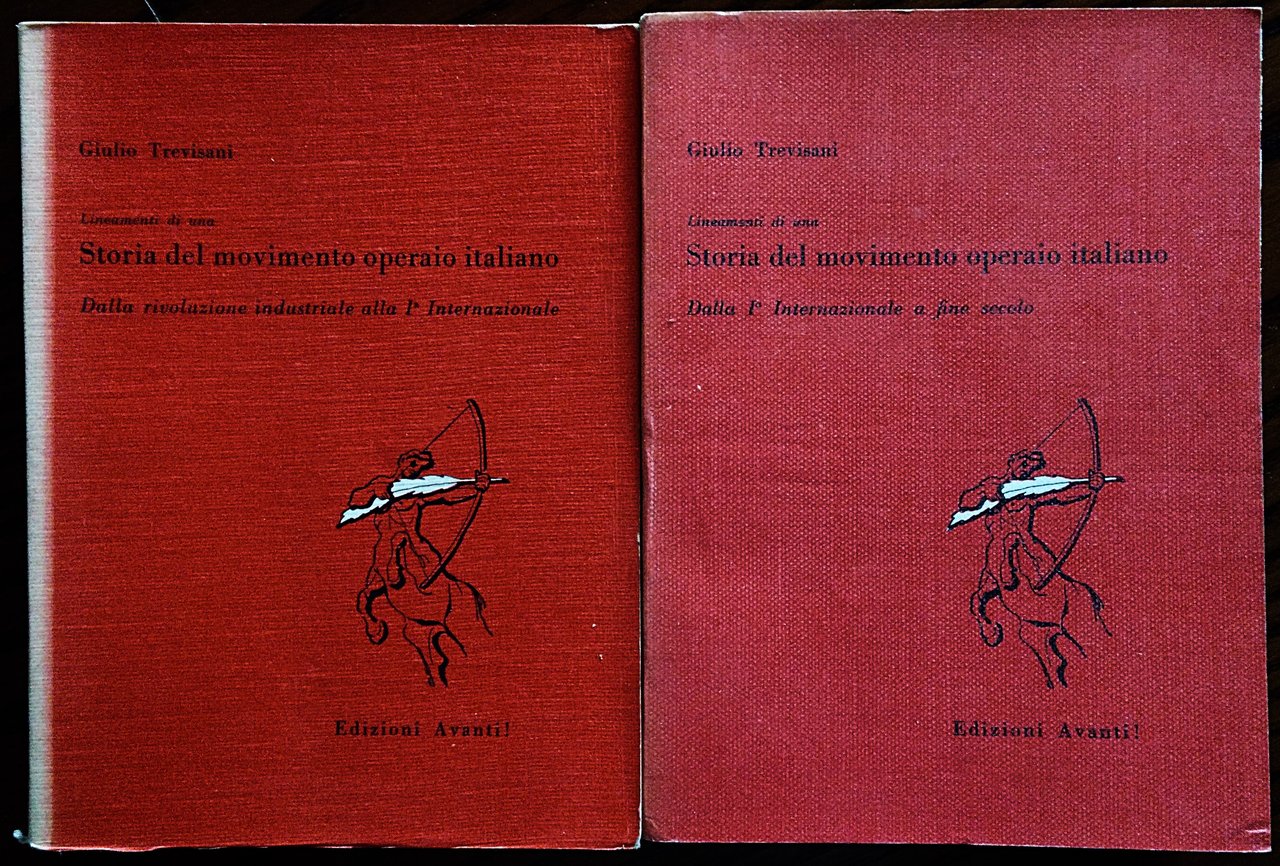 Giulio Trevisani
Lineamenti di una
Storia del movimento operaio italiano
Dalla rivoluzione industriale alla Iª Internazionale
Edizioni Avanti!
Giulio Trevisani
Lineamenti di una
Storia del movimento operaio italiano
Dalla Iª Internazionale a fine secolo
Edizioni Avanti!